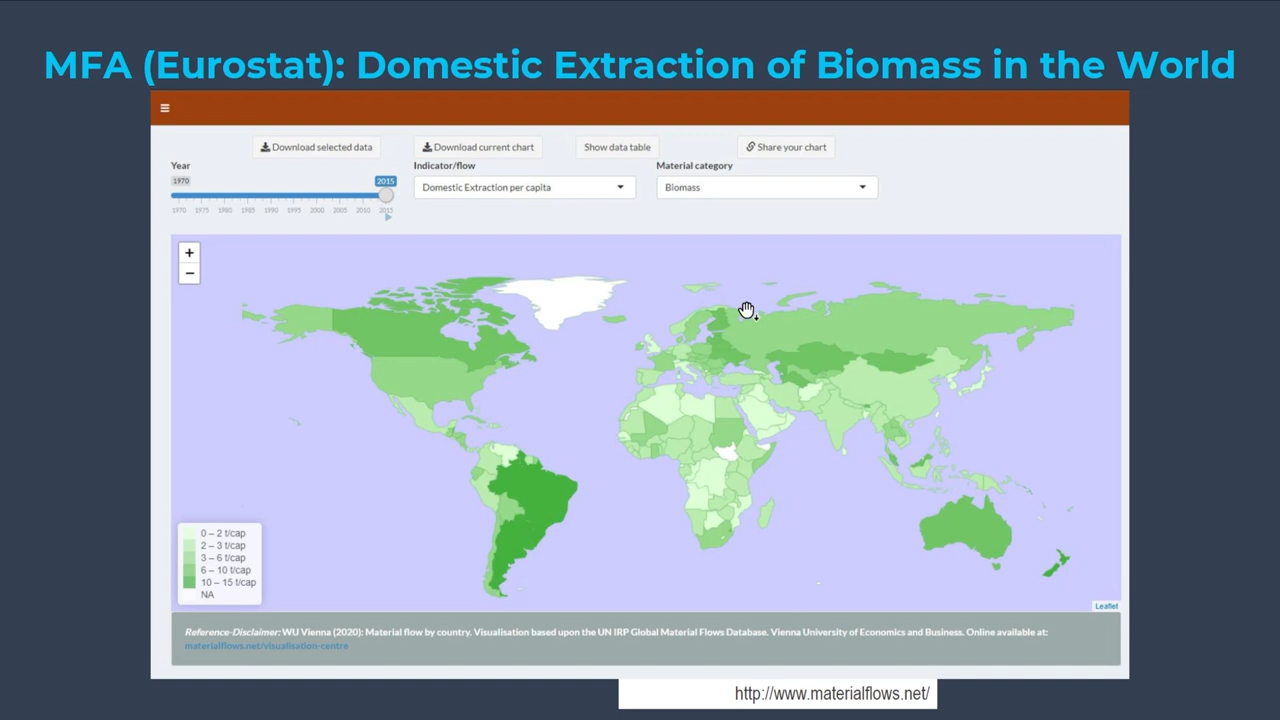 MFA (Eurostat): Domestic Extraction of Biomass in the World
Download selected data
Download current chart
Show data table
Share your chart
Year
Indicator/flow
Material category
1970
2015
Domestic Extraction per capita
Biomass
1970 1975 1980 1985 1990 1995 2000 2005 2010 2015
+
−
0 – 2 t/cap
2 – 3 t/cap
3 – 6 t/cap
6 – 10 t/cap
10 – 15 t/cap
NA
Leaflet
Reference-Disclaimer: WU Vienna (2020): Material flow by country. Visualisation based upon the UN IRP Global Material Flows Database. Vienna University of Economics and Business. Online available at:
materialflows.net/visualisation-centre
http://www.materialflows.net/